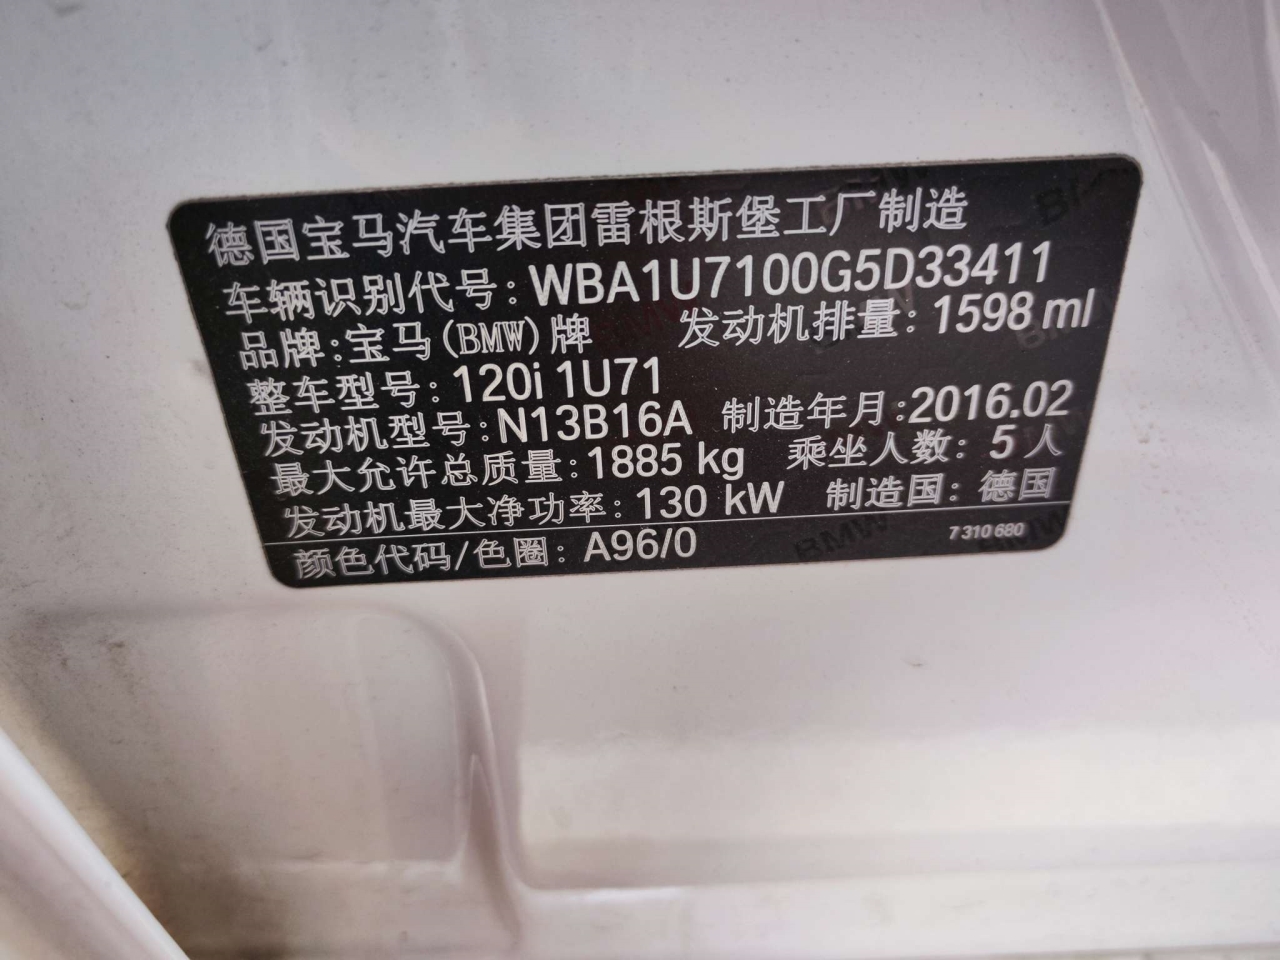 德国宝马汽车集团雷根斯堡工厂制造
车辆识别代号: WBA1U7100G5D33411
品牌:宝马(BMW)牌 发动机排量: 1598 ml
整车型号: 120i 1U71
发动机型号: N13B16A 制造年月:2016.02
最大允许总质量: 1885 kg 乘坐人数: 5 人
发动机最大净功率: 130 kW 制造国: 德国
颜色代码/色圈: A96/0 7 310 680